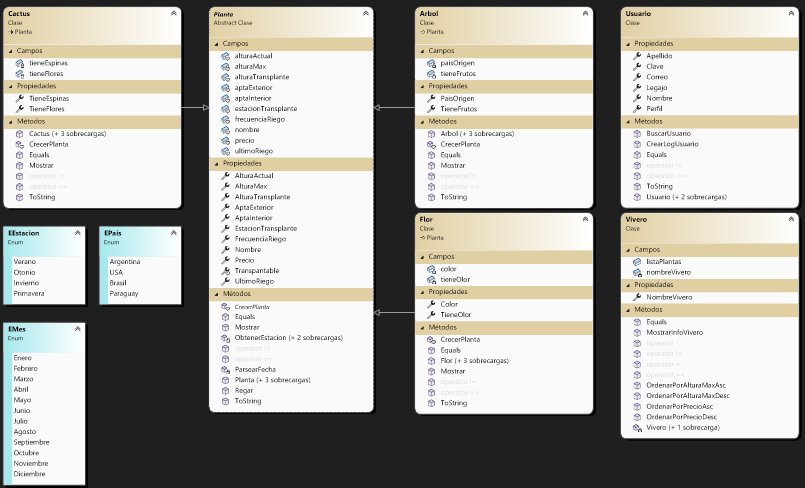 Cactus
Clase
Planta
Campos
tieneEspinas
tieneFlores
Propiedades
TieneEspinas
TieneFlores
Métodos
Cactus (+ 3 sobrecargas)
CrecerPlanta
Equals
Mostrar
operator !=
operator ==
ToString
EEstacion
Enum
Verano
Otonio
Invierno
Primavera
EPais
Enum
Argentina
USA
Brasil
Paraguay
EMes
Enum
Enero
Febrero
Marzo
Abril
Mayo
Junio
Julio
Agosto
Septiembre
Octubre
Noviembre
Diciembre
Planta
Abstract Clase
Campos
alturaActual
alturaMax
alturaTransplante
aptaExterior
aptaInterior
estacionTransplante
frecuenciaRiego
nombre
precio
ultimoRiego
Propiedades
AlturaActual
AlturaMax
AlturaTransplante
AptaExterior
AptaInterior
EstacionTransplante
FrecuenciaRiego
Nombre
Precio
Transpantable
UltimoRiego
Métodos
CrecerPlanta
Equals
Mostrar
ObtenerEstacion (+ 2 sobrecargas)
operator !=
operator ==
ParsearFecha
Planta (+ 3 sobrecargas)
Regar
ToString
Arbol
Clase
Planta
Campos
paisOrigen
tieneFrutos
Propiedades
PaisOrigen
TieneFrutos
Métodos
Arbol (+ 3 sobrecargas)
CrecerPlanta
Equals
Mostrar
operator !=
operator ==
ToString
Flor
Clase
Planta
Campos
color
tieneOlor
Propiedades
Color
TieneOlor
Métodos
CrecerPlanta
Equals
Flor (+ 3 sobrecargas)
Mostrar
operator !=
operator ==
ToString
Usuario
Clase
Propiedades
Apellido
Clave
Correo
Legajo
Nombre
Perfil
Métodos
BuscarUsuario
CrearLogUsuario
Equals
operator !=
operator ==
ToString
Usuario (+ 2 sobrecargas)
Vivero
Clase
Campos
listaPlantas
nombreVivero
Propiedades
NombreVivero
Métodos
Equals
MostrarInfoVivero
operator -
operator !=
operator +
operator ==
OrdenarPorAlturaMaxAsc
OrdenarPorAlturaMaxDesc
OrdenarPorPrecioAsc
OrdenarPorPrecioDesc
Vivero (+ 1 sobrecarga)